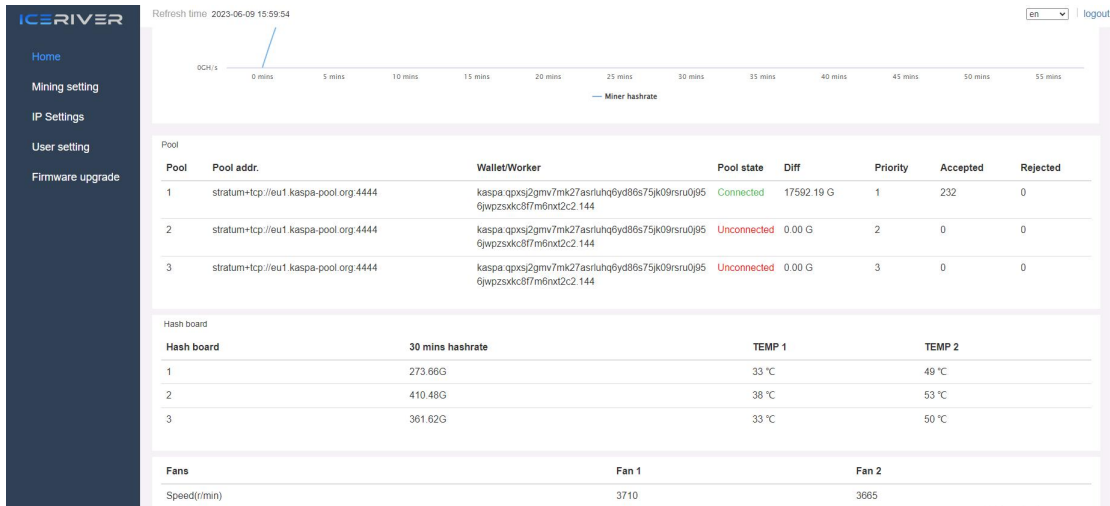 ICERIVER
Refresh time 2023-06-09 15:59:54
en
logout
Home
Mining setting
IP Settings
User setting
Firmware upgrade
0GH/s
0 mins 5 mins 10 mins 15 mins 20 mins 25 mins 30 mins 35 mins 40 mins 45 mins 50 mins 55 mins
Miner hashrate
Pool
Pool Pool addr. Wallet/Worker Pool state Diff Priority Accepted Rejected
1 stratum+tcp://eu1.kaspa-pool.org:4444 kaspa:qpxsj2gmv7mk27asrluhq6yd86s75jk09rsru0j95 Connected 17592.19 G 1 232 0
6jwpzsxkc8f7m6nxt2c2.144
2 stratum+tcp://eu1.kaspa-pool.org:4444 kaspa:qpxsj2gmv7mk27asrluhq6yd86s75jk09rsru0j95 Unconnected 0.00 G 2 0 0
6jwpzsxkc8f7m6nxt2c2.144
3 stratum+tcp://eu1.kaspa-pool.org:4444 kaspa:qpxsj2gmv7mk27asrluhq6yd86s75jk09rsru0j95 Unconnected 0.00 G 3 0 0
6jwpzsxkc8f7m6nxt2c2.144
Hash board
Hash board 30 mins hashrate TEMP 1 TEMP 2
1 273.66G 33 ℃ 49 ℃
2 410.48G 38 ℃ 53 ℃
3 361.62G 33 ℃ 50 ℃
Fans Fan 1 Fan 2
Speed(r/min) 3710 3665